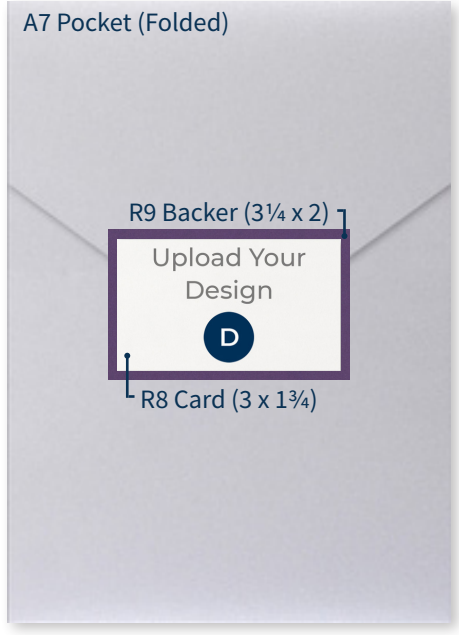 A7 Pocket (Folded)
R9 Backer (3¼ x 2)
Upload Your
Design
D
R8 Card (3 x 1¾)